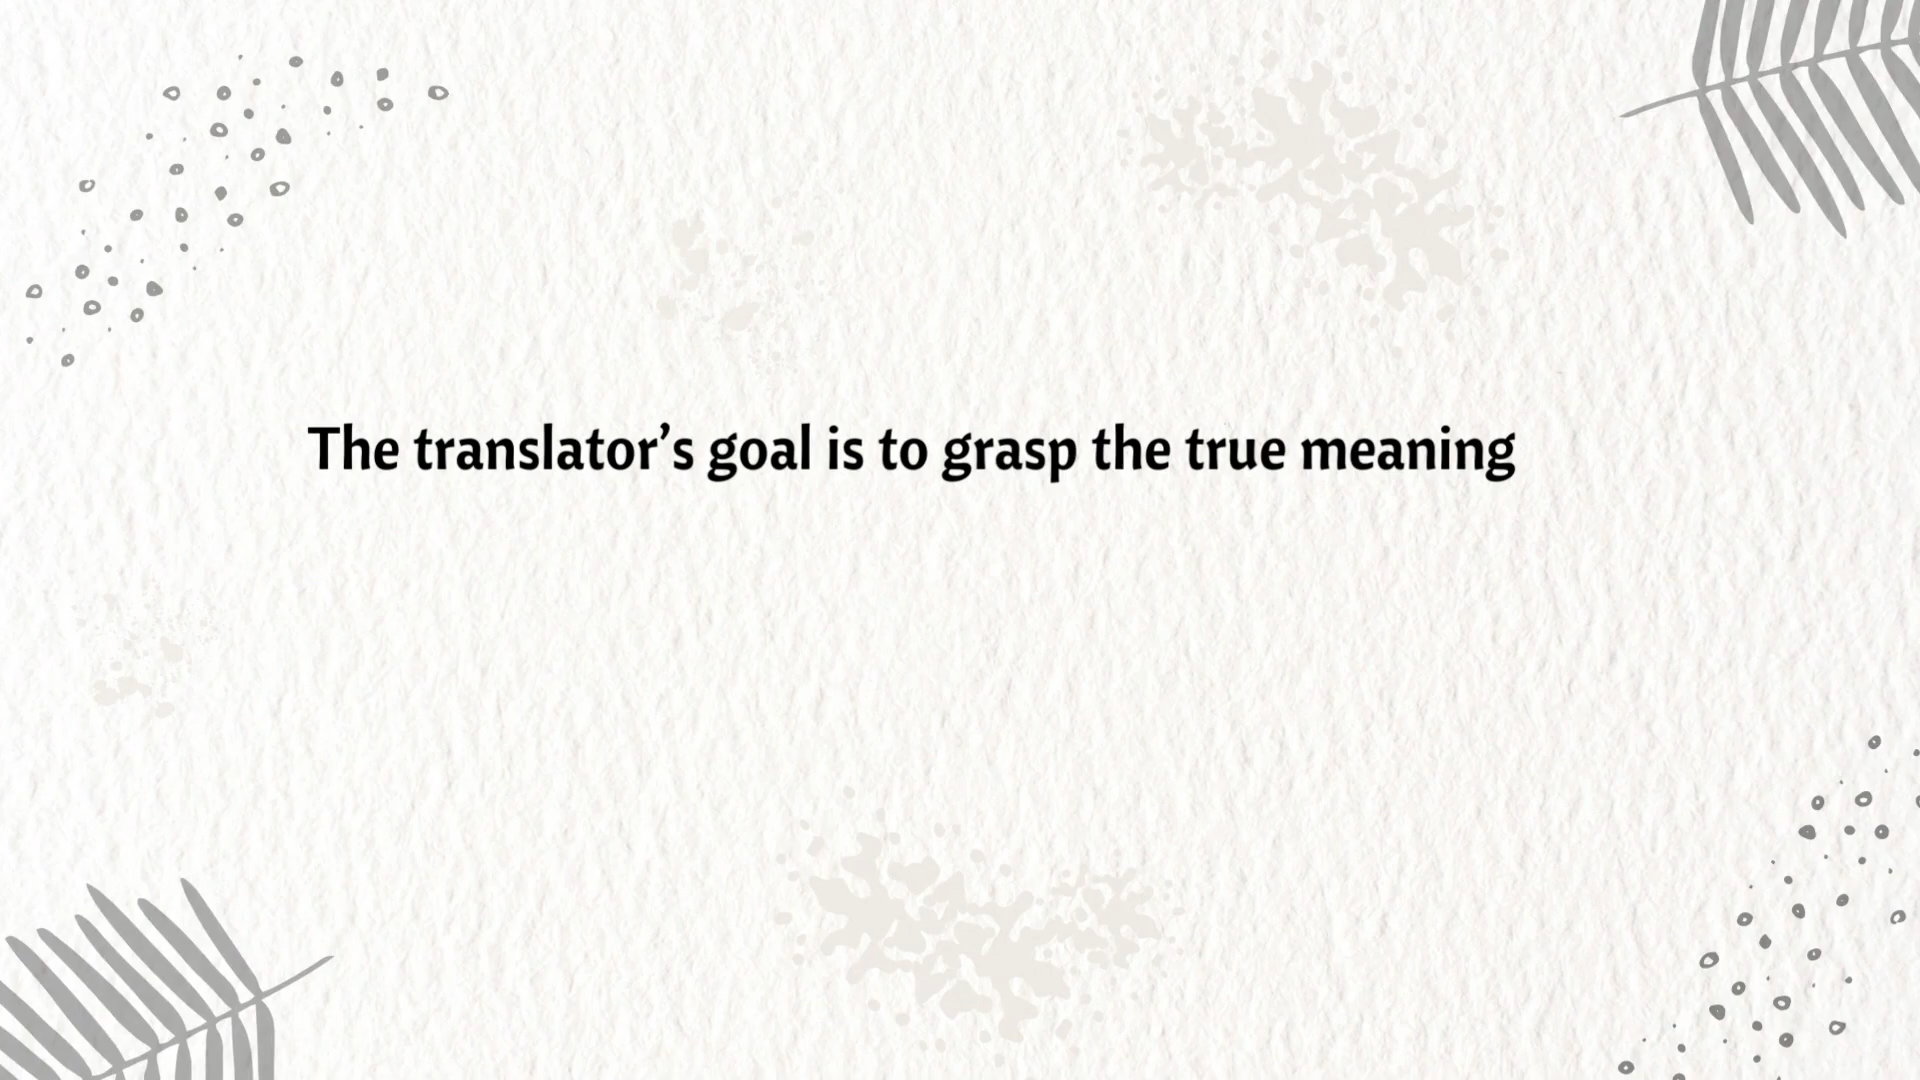 The translator’s goal is to grasp the true meaning